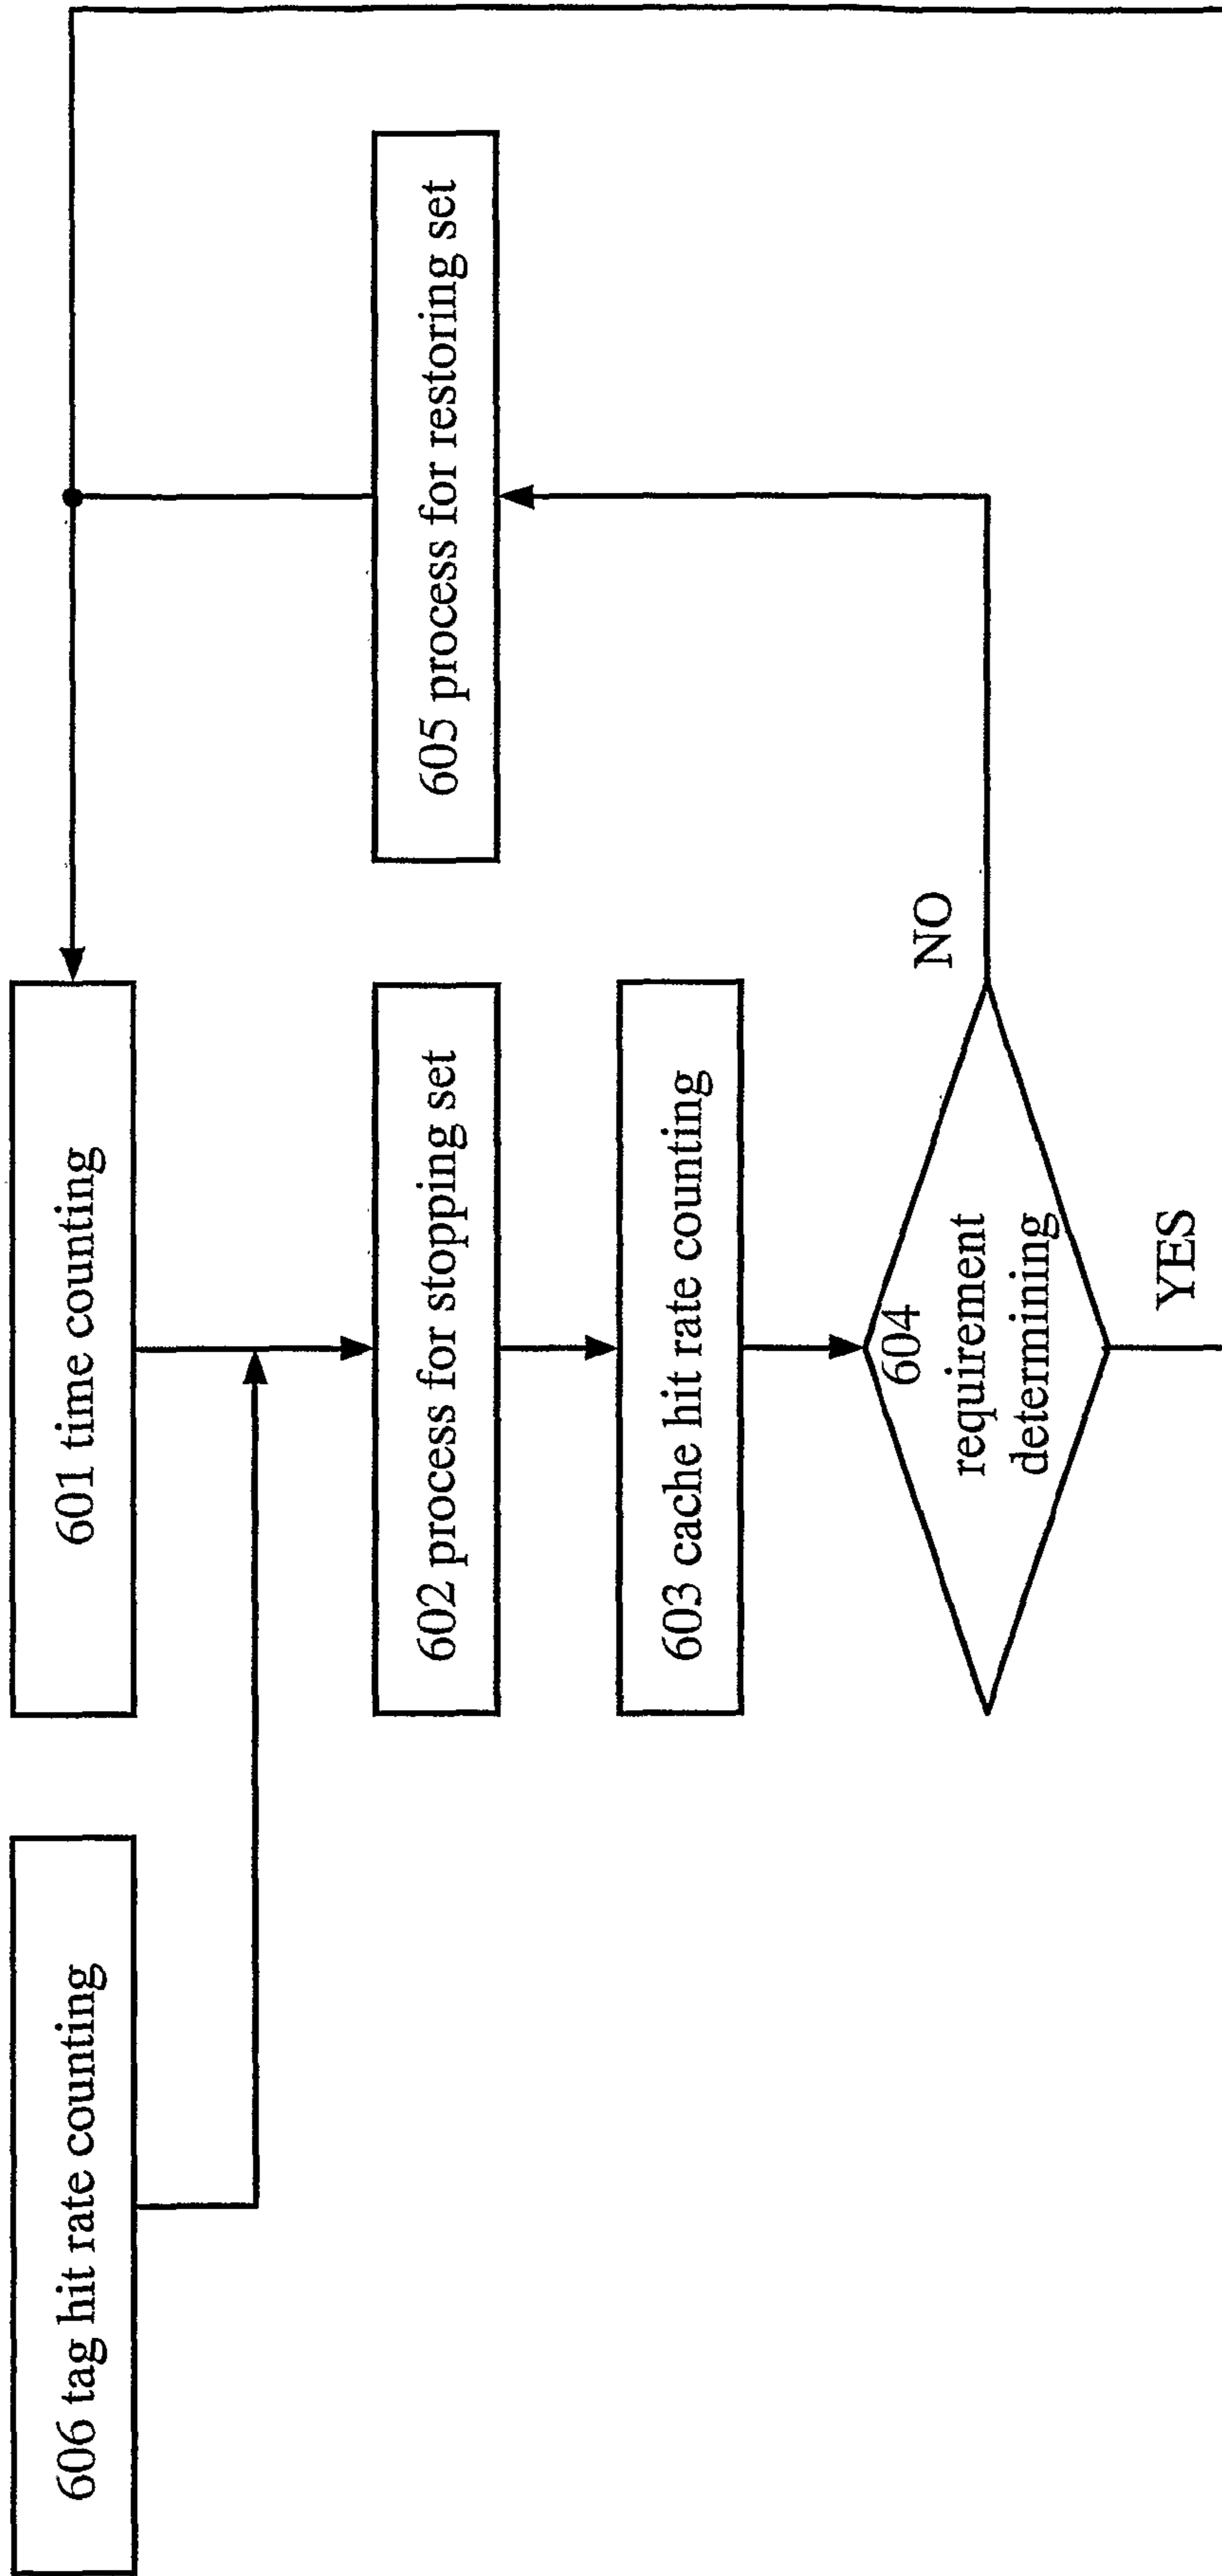 606 tag hit rate counting
601 time counting
602 process for stopping set
605 process for restoring set
603 cache hit rate counting
604
requirement
determining
NO
YES